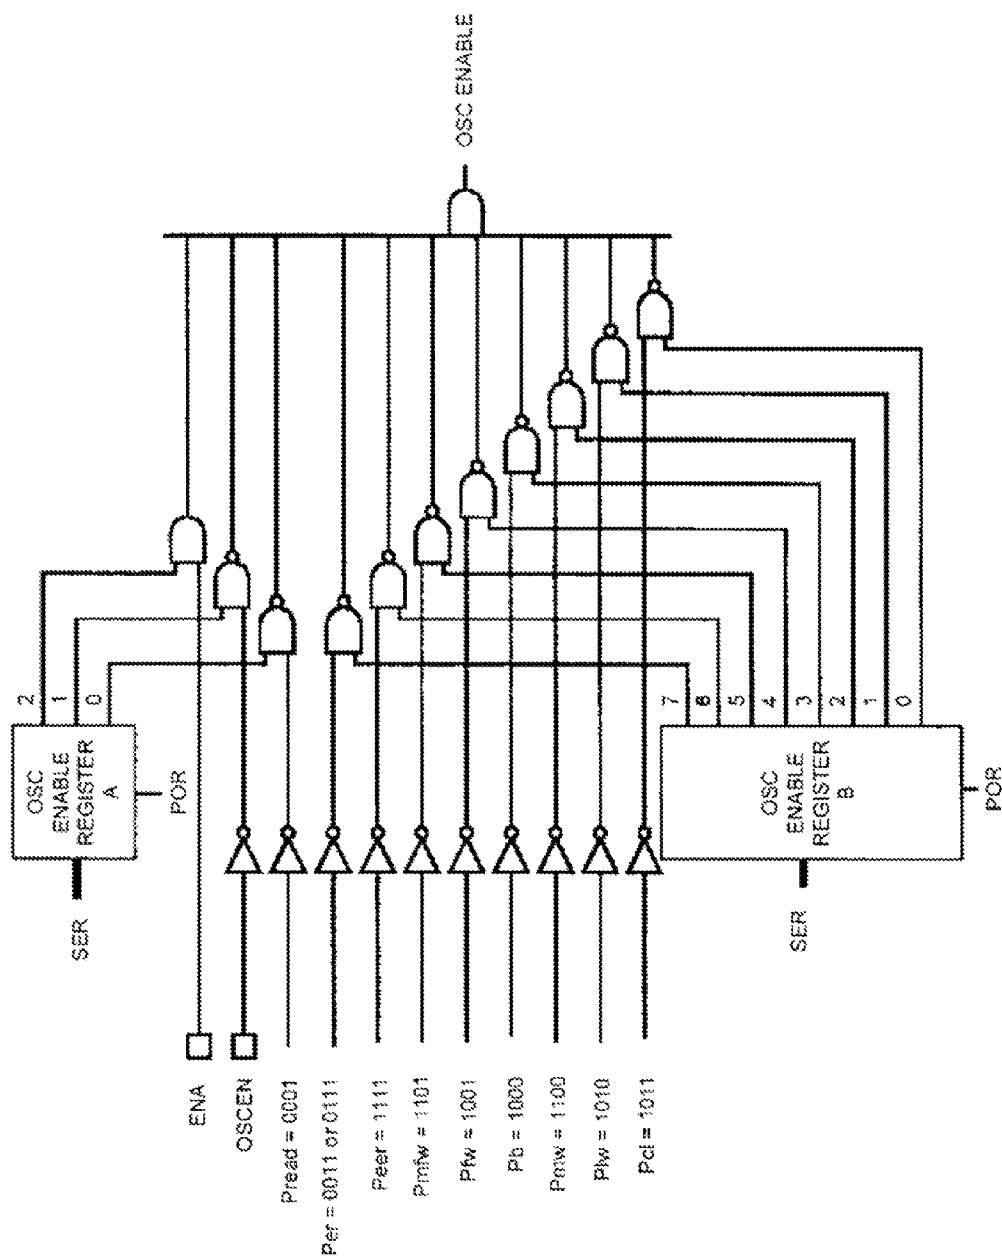 OSC ENABLE
OSC
ENABLE
REGISTER
A
2
1
0
POR
SER
ENA
OSCEN
Pread = 0001
Per = 0011 or 0111
Peer = 1111
Pmfw = 1101
Pfw = 1001
Pb = 1000
Pmw = 1100
Plw = 1010
Pcl = 1011
7
6
5
4
3
2
1
0
OSC
ENABLE
REGISTER
B
SER
POR